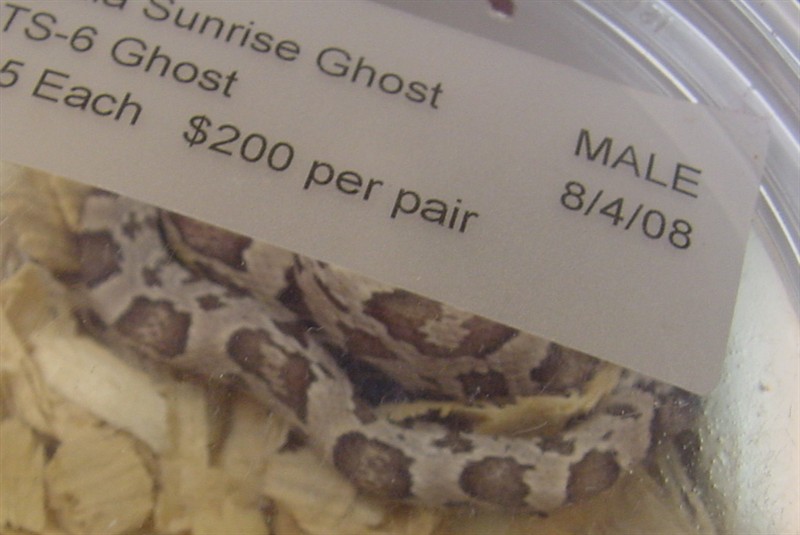 Sunrise Ghost
TS-6 Ghost
5 Each $200 per pair
MALE
8/4/08